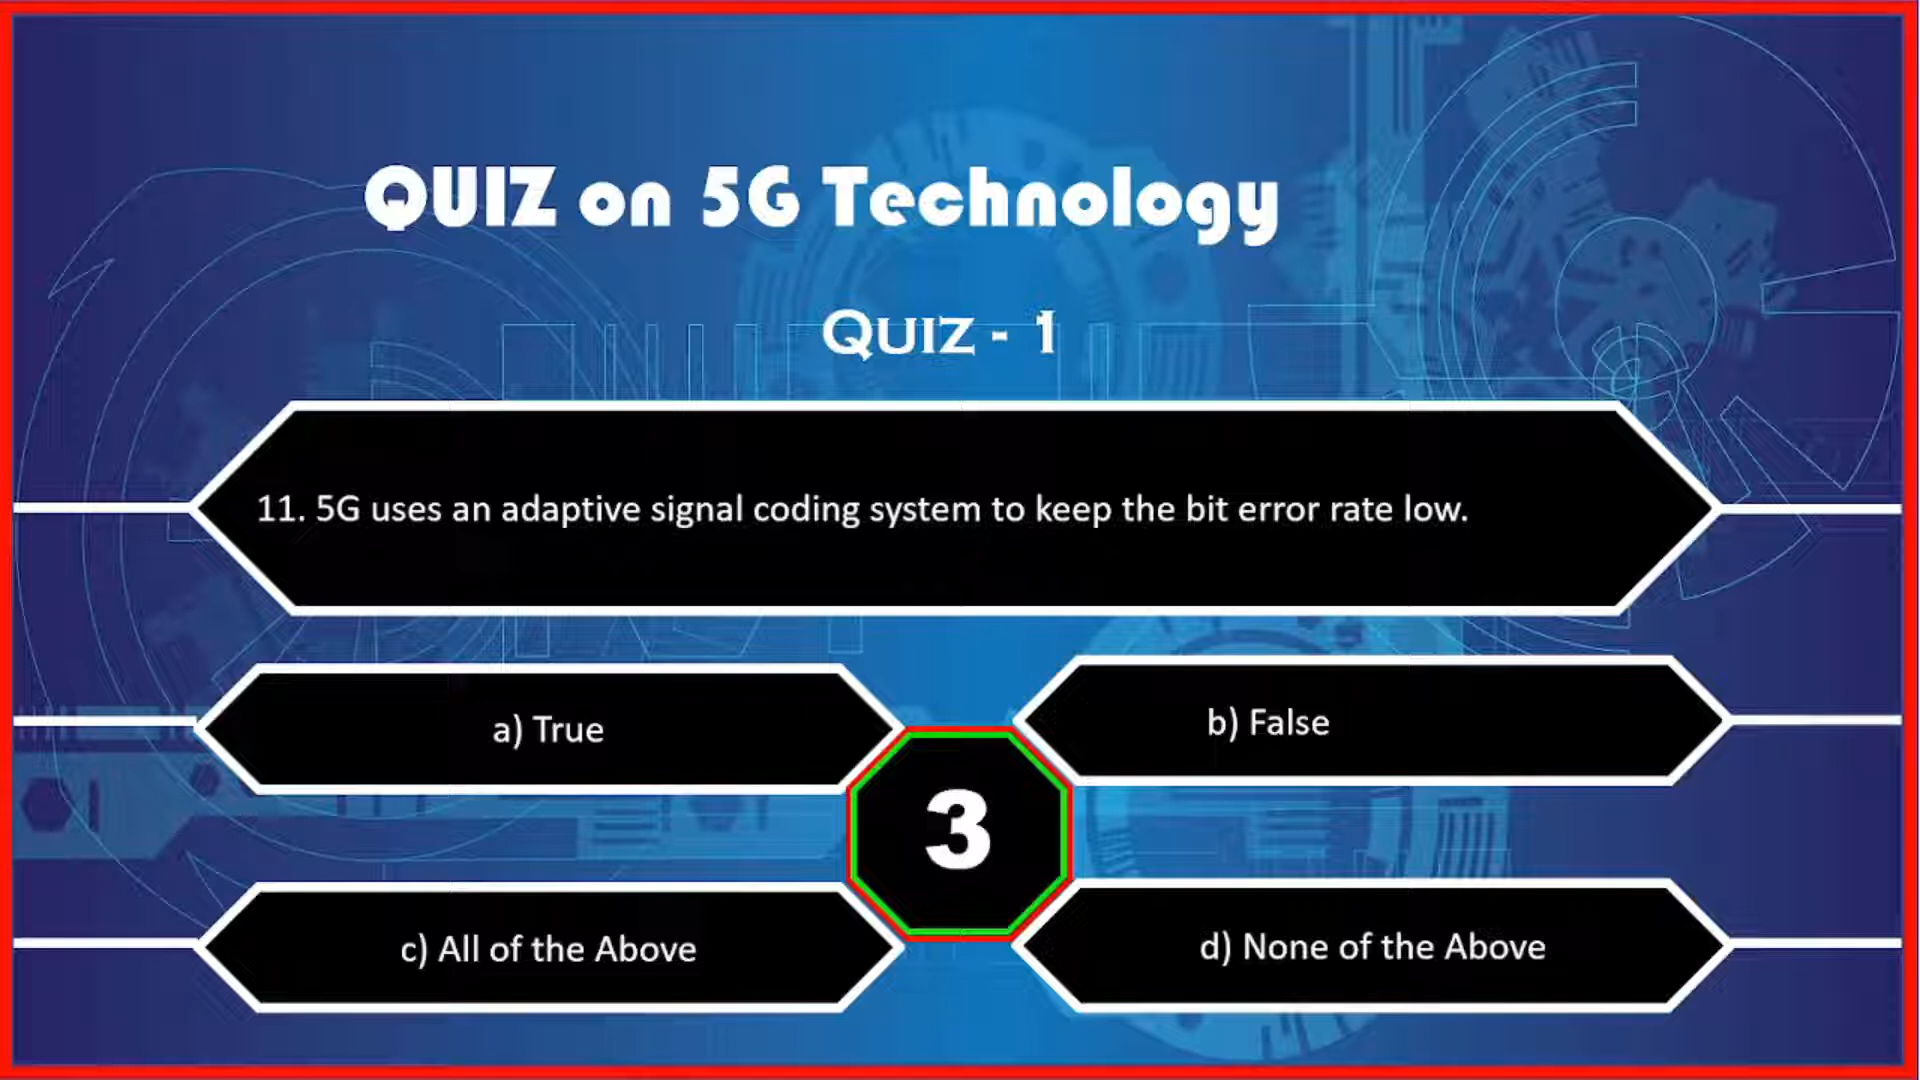 QUIZ on 5G Technology
QUIZ - 1
11. 5G uses an adaptive signal coding system to keep the bit error rate low.
a) True
b) False
3
c) All of the Above
d) None of the Above